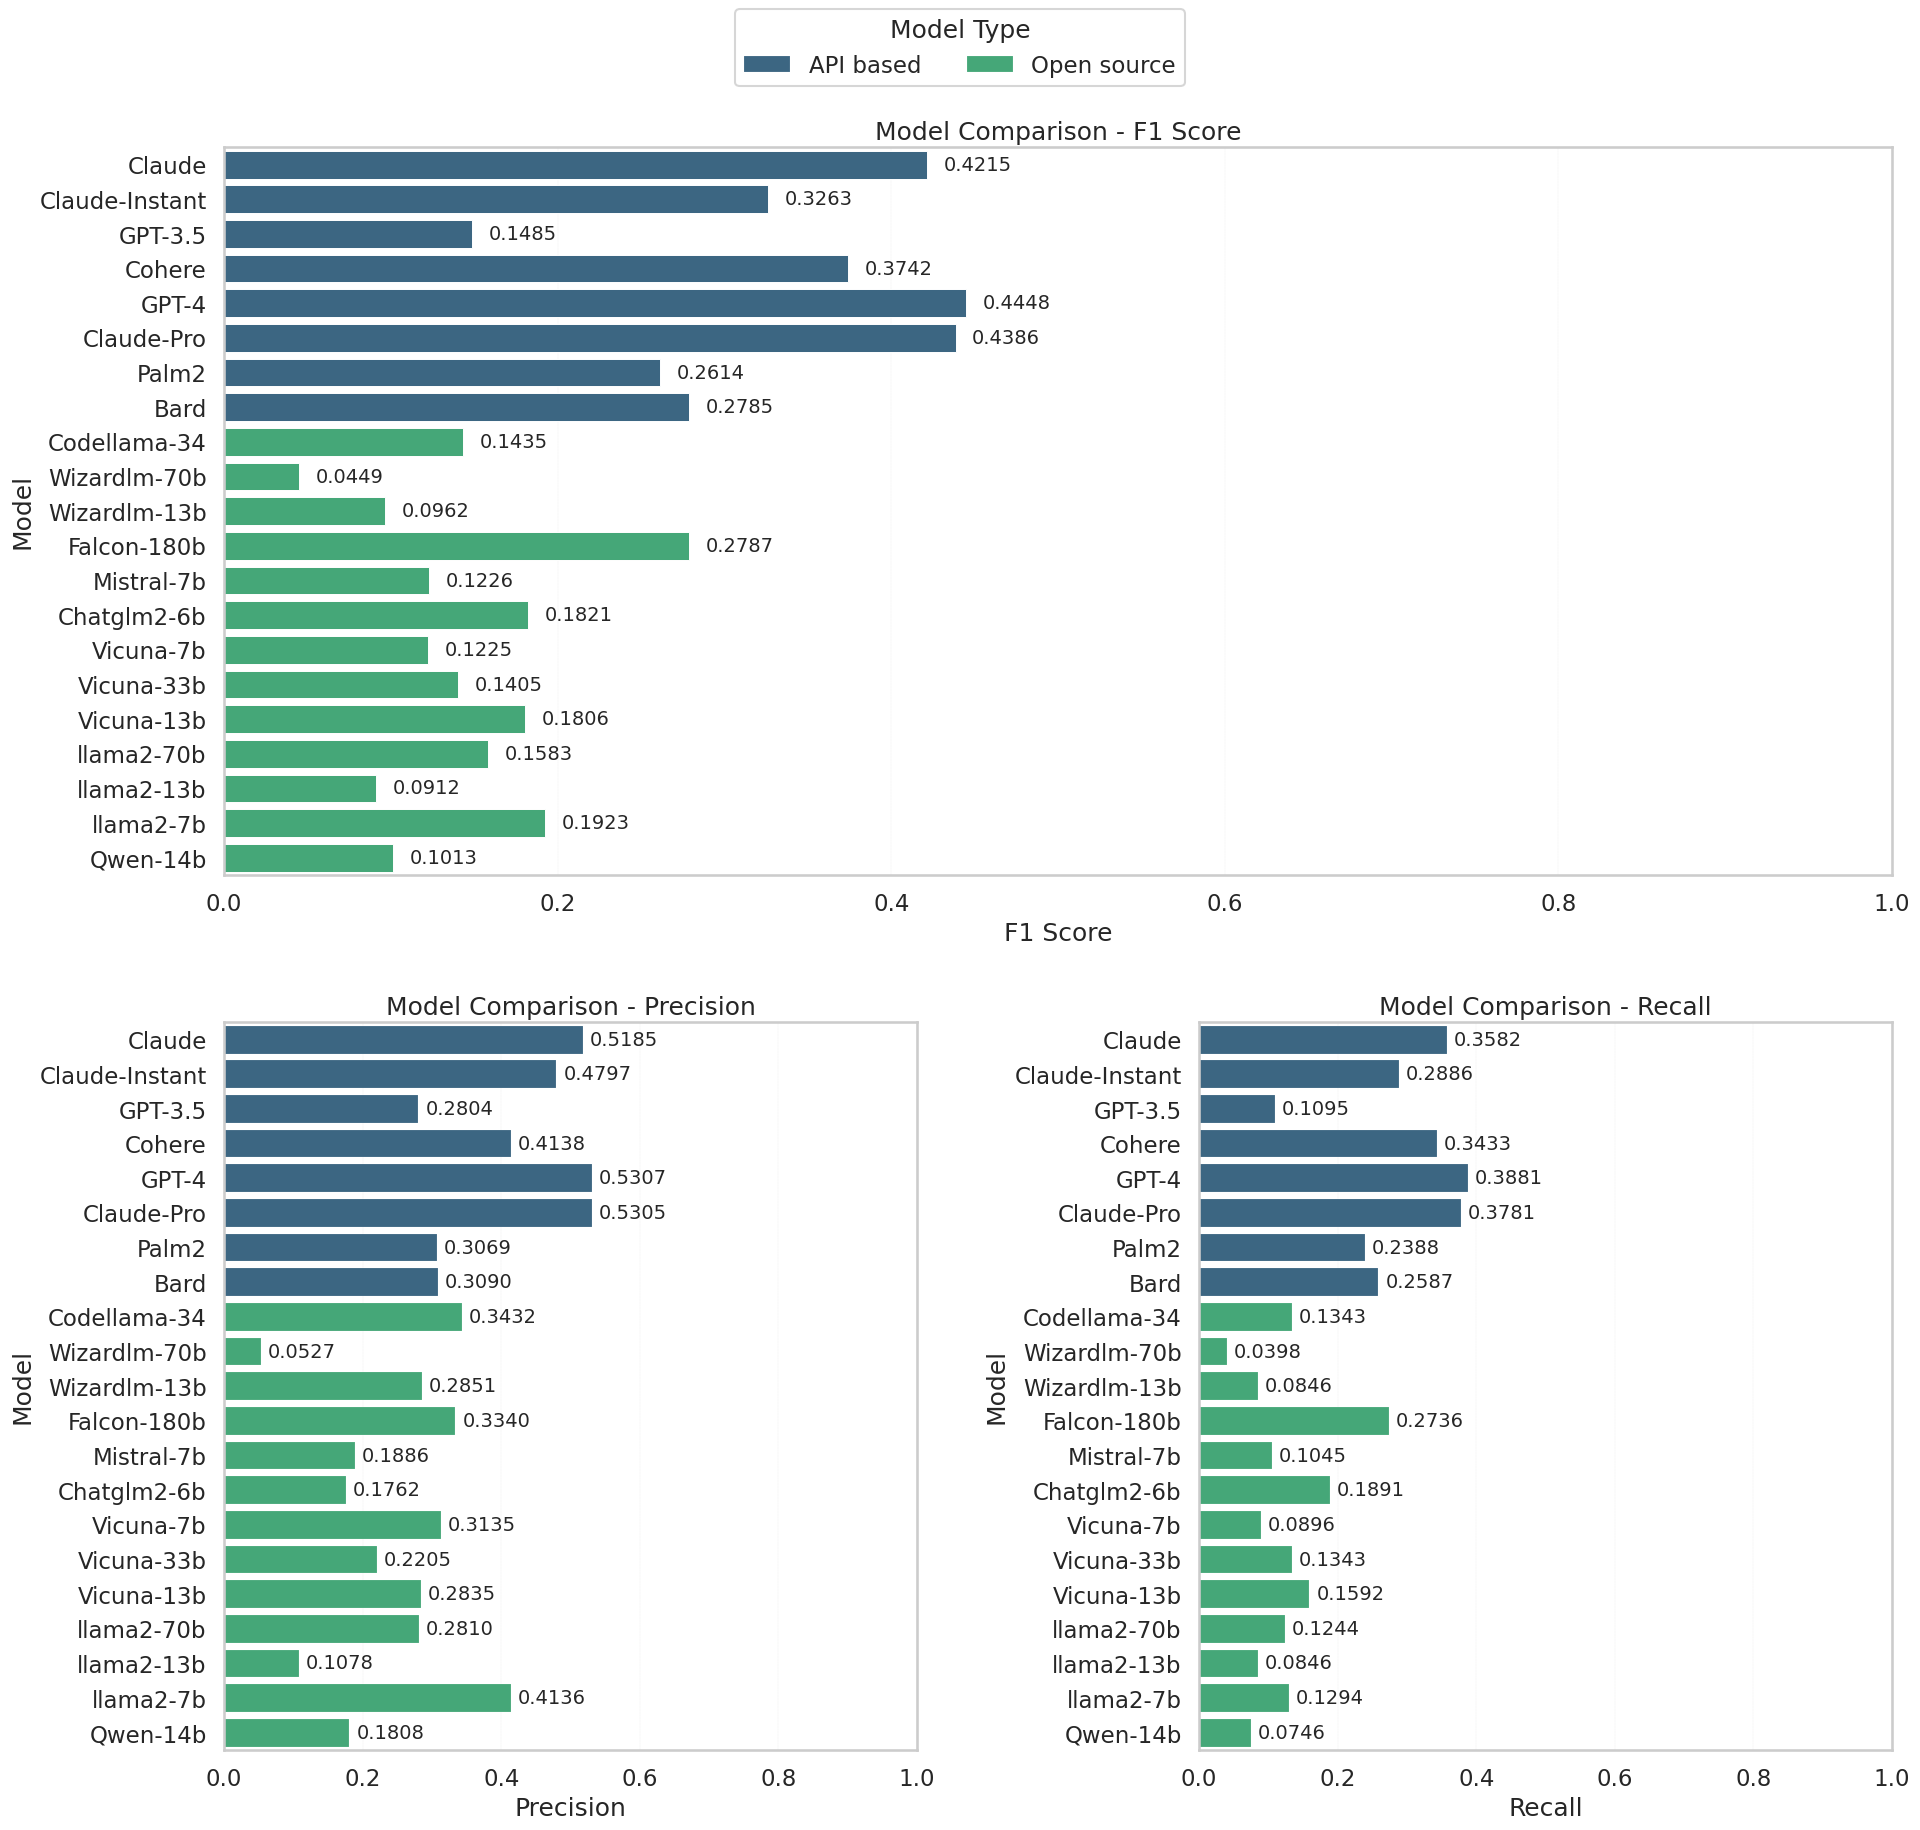 Model Type
API based Open source
Model Comparison - F1 Score
Claude 0.4215
Claude-Instant 0.3263
GPT-3.5 0.1485
Cohere 0.3742
GPT-4 0.4448
Claude-Pro 0.4386
Palm2 0.2614
Bard 0.2785
Codellama-34 0.1435
Wizardlm-70b 0.0449
Wizardlm-13b 0.0962
Falcon-180b 0.2787
Mistral-7b 0.1226
Chatglm2-6b 0.1821
Vicuna-7b 0.1225
Vicuna-33b 0.1405
Vicuna-13b 0.1806
llama2-70b 0.1583
llama2-13b 0.0912
llama2-7b 0.1923
Qwen-14b 0.1013
Model
0.0 0.2 0.4 0.6 0.8 1.0
F1 Score
Model Comparison - Precision
Claude 0.5185
Claude-Instant 0.4797
GPT-3.5 0.2804
Cohere 0.4138
GPT-4 0.5307
Claude-Pro 0.5305
Palm2 0.3069
Bard 0.3090
Codellama-34 0.3432
Wizardlm-70b 0.0527
Wizardlm-13b 0.2851
Falcon-180b 0.3340
Mistral-7b 0.1886
Chatglm2-6b 0.1762
Vicuna-7b 0.3135
Vicuna-33b 0.2205
Vicuna-13b 0.2835
llama2-70b 0.2810
llama2-13b 0.1078
llama2-7b 0.4136
Qwen-14b 0.1808
Model
0.0 0.2 0.4 0.6 0.8 1.0
Precision
Model Comparison - Recall
Claude 0.3582
Claude-Instant 0.2886
GPT-3.5 0.1095
Cohere 0.3433
GPT-4 0.3881
Claude-Pro 0.3781
Palm2 0.2388
Bard 0.2587
Codellama-34 0.1343
Wizardlm-70b 0.0398
Wizardlm-13b 0.0846
Falcon-180b 0.2736
Mistral-7b 0.1045
Chatglm2-6b 0.1891
Vicuna-7b 0.0896
Vicuna-33b 0.1343
Vicuna-13b 0.1592
llama2-70b 0.1244
llama2-13b 0.0846
llama2-7b 0.1294
Qwen-14b 0.0746
Model
0.0 0.2 0.4 0.6 0.8 1.0
Recall